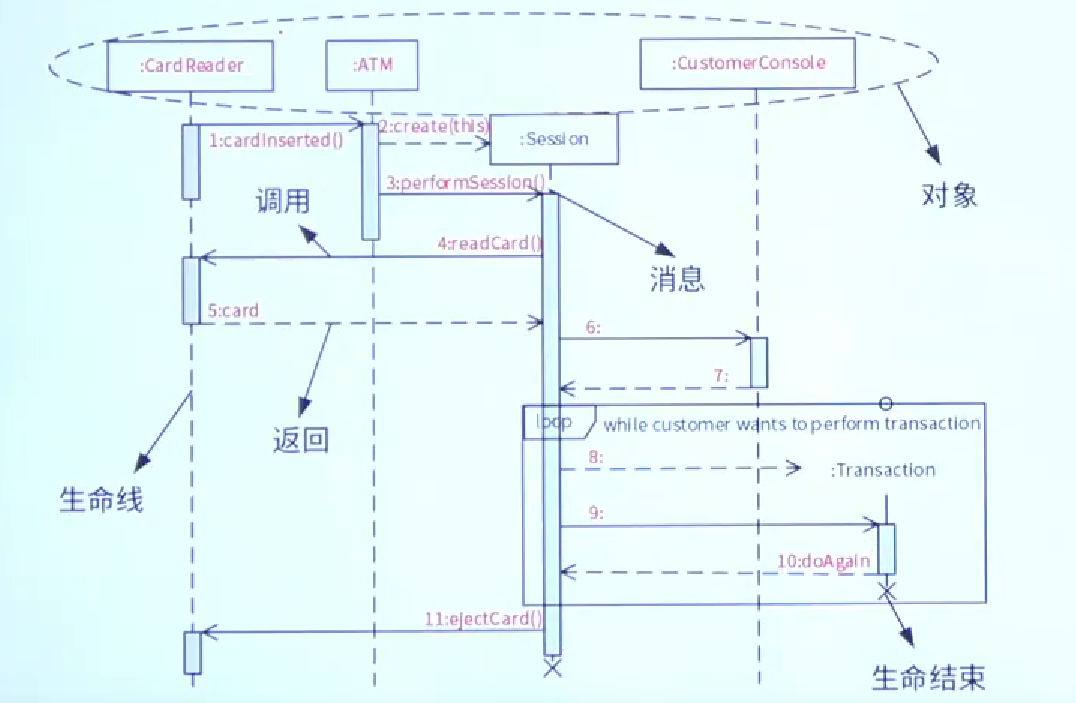 :CardReader
:ATM
:CustomerConsole
2:create(this)
1:cardInserted()
:Session
3:performSession()
调用
对象
4:readCard()
消息
5:card
6:
7:
返回
loop
while customer wants to perform transaction
8:
:Transaction
生命线
9:
10:doAgain
11:ejectCard()
生命结束